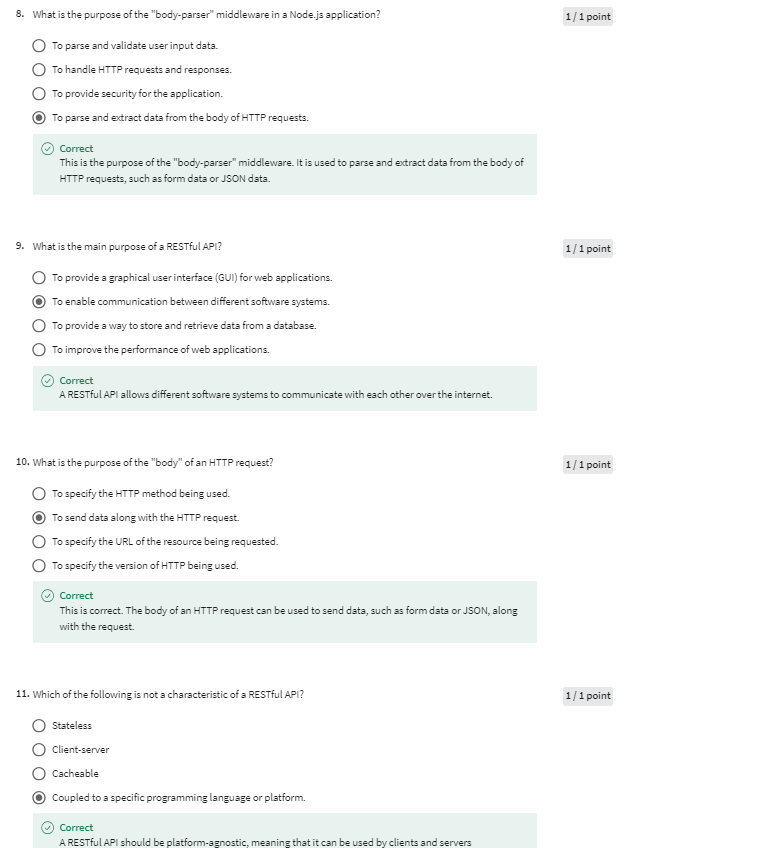 8. What is the purpose of the "body-parser" middleware in a Node.js application?
1 / 1 point
To parse and validate user input data.
To handle HTTP requests and responses.
To provide security for the application.
To parse and extract data from the body of HTTP requests.
Correct
This is the purpose of the "body-parser" middleware. It is used to parse and extract data from the body of
HTTP requests, such as form data or JSON data.
9. What is the main purpose of a RESTful API?
1 / 1 point
To provide a graphical user interface (GUI) for web applications.
To enable communication between different software systems.
To provide a way to store and retrieve data from a database.
To improve the performance of web applications.
Correct
A RESTful API allows different software systems to communicate with each other over the internet.
10. What is the purpose of the "body" of an HTTP request?
1 / 1 point
To specify the HTTP method being used.
To send data along with the HTTP request.
To specify the URL of the resource being requested.
To specify the version of HTTP being used.
Correct
This is correct. The body of an HTTP request can be used to send data, such as form data or JSON, along
with the request.
11. Which of the following is not a characteristic of a RESTful API?
1 / 1 point
Stateless
Client-server
Cacheable
Coupled to a specific programming language or platform.
Correct
A RESTful API should be platform-agnostic, meaning that it can be used by clients and servers